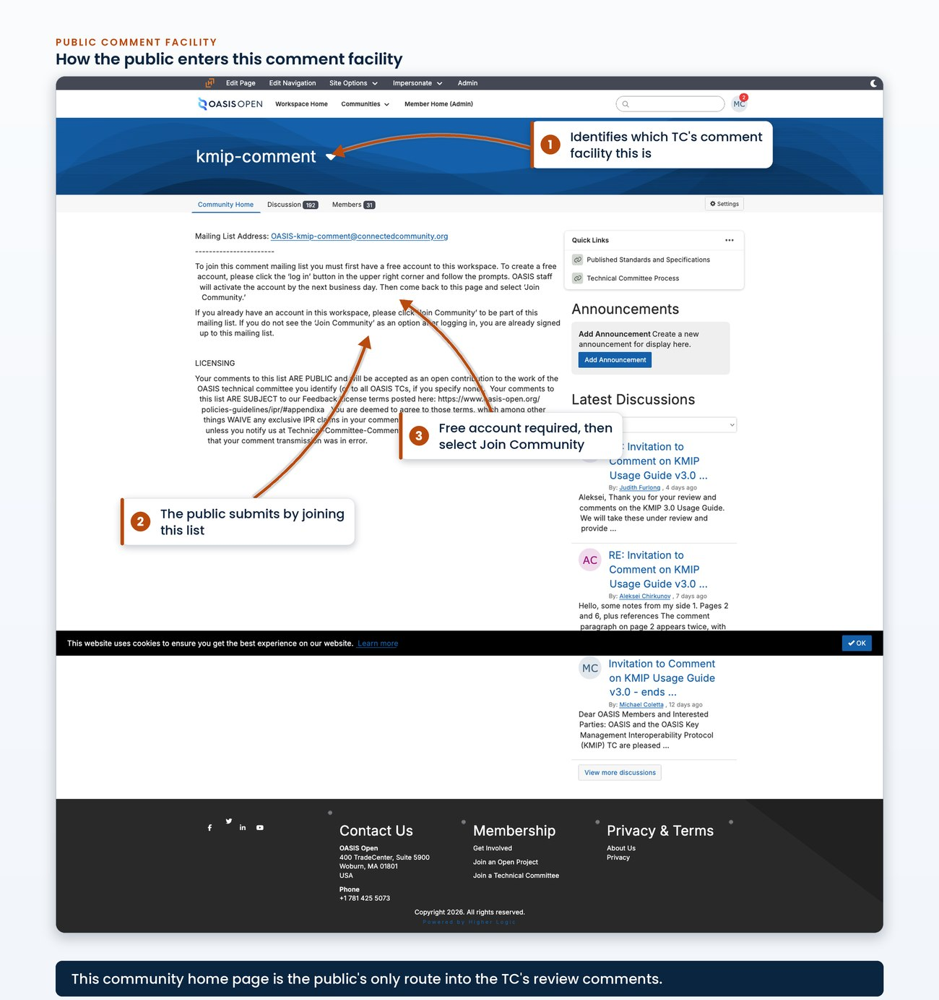 PUBLIC COMMENT FACILITY
How the public enters this comment facility
Edit Page Edit Navigation Site Options Impersonate Admin
OASIS OPEN Workspace Home Communities Member Home (Admin) MC 2
1 Identifies which TC's comment
facility this is
kmip-comment
Community Home Discussion 192 Members 31 Settings
Mailing List Address: OASIS-kmip-comment@connectedcommunity.org
-----------------------
To join this comment mailing list you must first have a free account to this workspace. To create a free
account, please click the 'log in' button in the upper right corner and follow the prompts. OASIS staff
will activate the account by the next business day. Then come back to this page and select 'Join
Community.'
If you already have an account in this workspace, please click 'Join Community' to be part of this
mailing list. If you do not see the 'Join Community' as an option after logging in, you are already signed
up to this mailing list.
LICENSING
Your comments to this list ARE PUBLIC and will be accepted as an open contribution to the work of the
OASIS technical committee you identify (or to all OASIS TCs, if you specify none). Your comments to
this list ARE SUBJECT to our Feedback License terms posted here: https://www.oasis-open.org/
policies-guidelines/ipr/#appendixa You are deemed to agree to those terms, which among other
things WAIVE any exclusive IPR claims in your commen
unless you notify us at Technical-Committee-Commen
that your comment transmission was in error.
3 Free account required, then
select Join Community
2 The public submits by joining
this list
Quick Links
Published Standards and Specifications
Technical Committee Process
Announcements
Add Announcement Create a new
announcement for display here.
Add Announcement
Latest Discussions
: Invitation to
Comment on KMIP
Usage Guide v3.0 ...
By: Judith Furlong , 4 days ago
Aleksei, Thank you for your review and
comments on the KMIP 3.0 Usage Guide.
We will take these under review and
provide ...
AC RE: Invitation to
Comment on KMIP
Usage Guide v3.0 ...
By: Aleksei Chirkunov , 7 days ago
Hello, some notes from my side 1. Pages 2
and 6, plus references The comment
paragraph on page 2 appears twice, with
This website uses cookies to ensure you get the best experience on our website. Learn more OK
MC Invitation to Comment
on KMIP Usage Guide
v3.0 - ends ...
By: Michael Coletta , 12 days ago
Dear OASIS Members and Interested
Parties: OASIS and the OASIS Key
Management Interoperability Protocol
(KMIP) TC are pleased ...
View more discussions
Contact Us
OASIS Open
400 TradeCenter, Suite 5900
Woburn, MA 01801
USA
Phone
+1 781 425 5073
Membership
Get Involved
Join an Open Project
Join a Technical Committee
Privacy & Terms
About Us
Privacy
Copyright 2026. All rights reserved.
Powered by Higher Logic
This community home page is the public's only route into the TC's review comments.